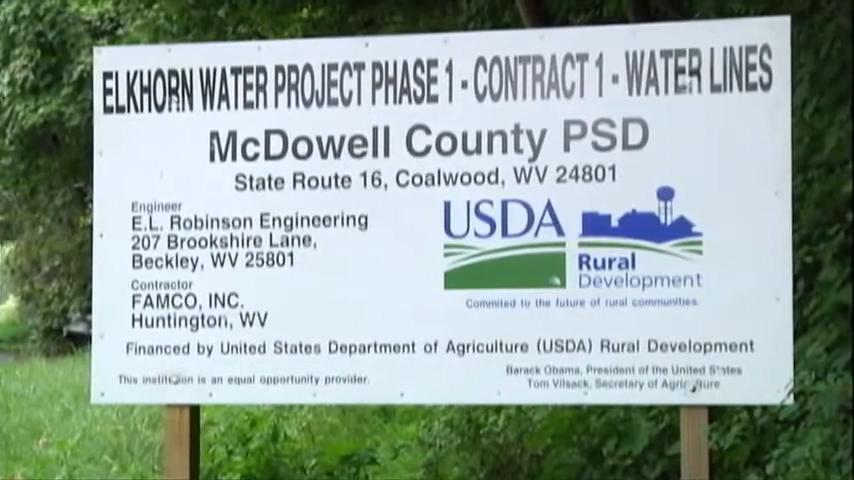 ELKHORN WATER PROJECT PHASE 1 - CONTRACT 1 - WATER LINES
McDowell County PSD
State Route 16, Coalwood, WV 24801
Engineer
E.L. Robinson Engineering
207 Brookshire Lane,
Beckley, WV 25801
Contractor
FAMCO, INC.
Huntington, WV
USDA
Rural
Development
Commited to the future of rural communities.
Financed by United States Department of Agriculture (USDA) Rural Development
This institution is an equal opportunity provider.
Barack Obama, President of the United States
Tom Vilsack, Secretary of Agriculture